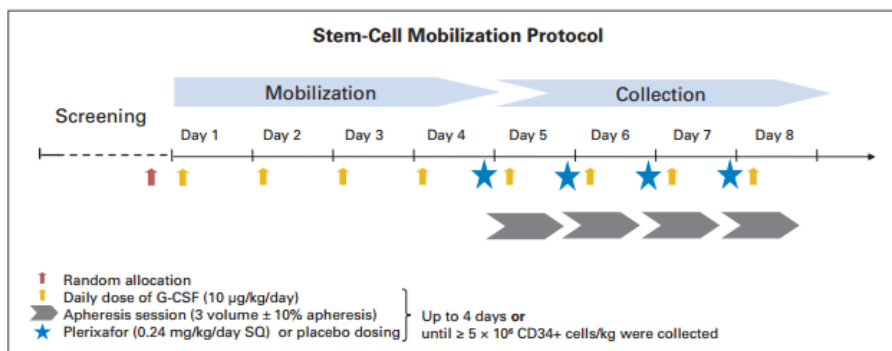 Stem-Cell Mobilization Protocol
Mobilization
Collection
Screening
Day 1
Day 2
Day 3
Day 4
Day 5
Day 6
Day 7
Day 8
Random allocation
Daily dose of G-CSF (10 µg/kg/day)
Apheresis session (3 volume ± 10% apheresis)
Plerixafor (0.24 mg/kg/day SQ) or placebo dosing
Up to 4 days or
until ≥ 5 × 10⁶ CD34+ cells/kg were collected